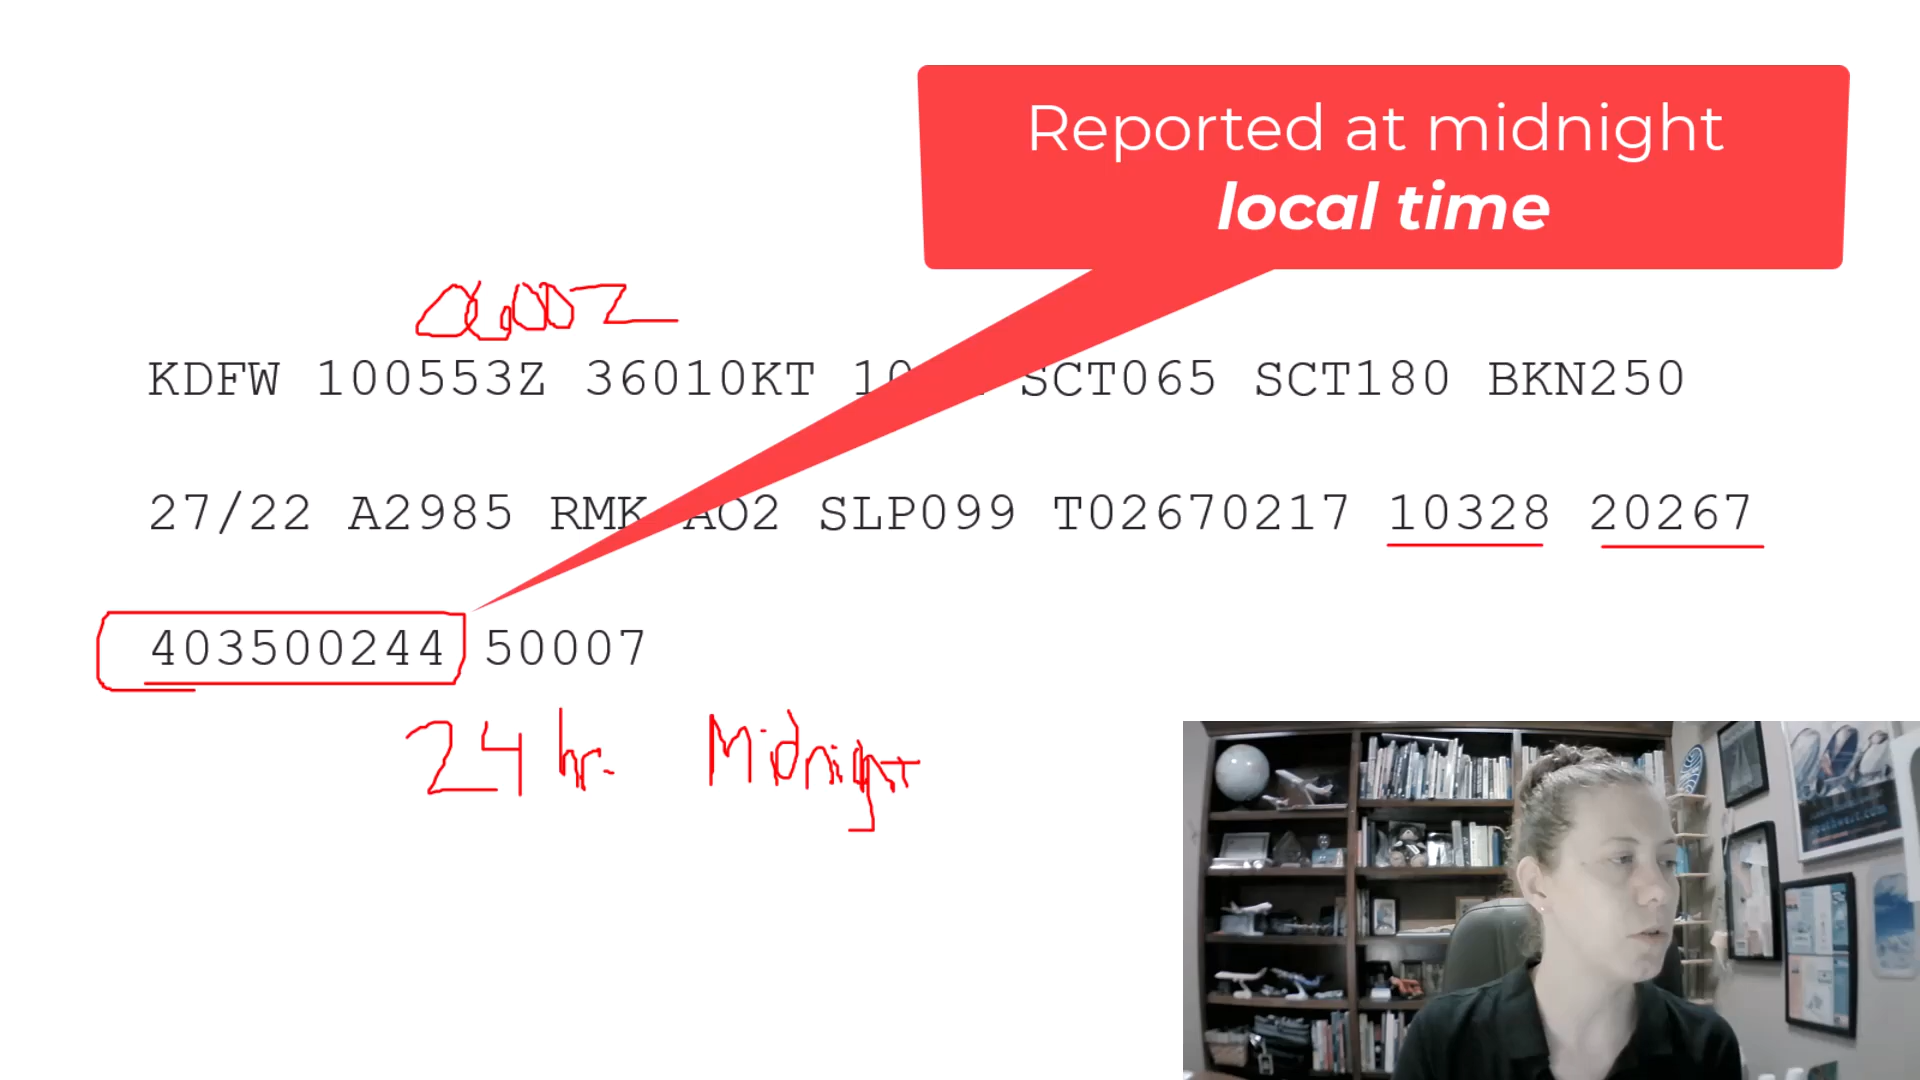 Reported at midnight
local time
0600Z
KDFW 100553Z 36010KT SCT065 SCT180 BKN250
27/22 A2985 RMK AO2 SLP099 T02670217 10328 20267
403500244 50007
24 hr. Midnight